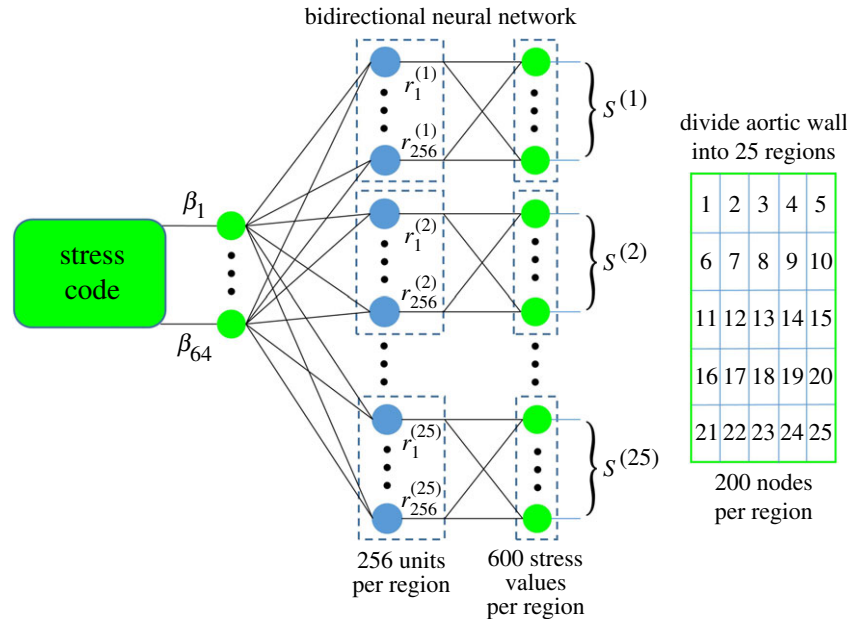 bidirectional neural network
stress
code
β1
β64
r1(1)
r256(1)
S(1)
r1(2)
r256(2)
S(2)
r1(25)
r256(25)
S(25)
256 units
per region
600 stress
values
per region
divide aortic wall
into 25 regions
1 2 3 4 5
6 7 8 9 10
11 12 13 14 15
16 17 18 19 20
21 22 23 24 25
200 nodes
per region